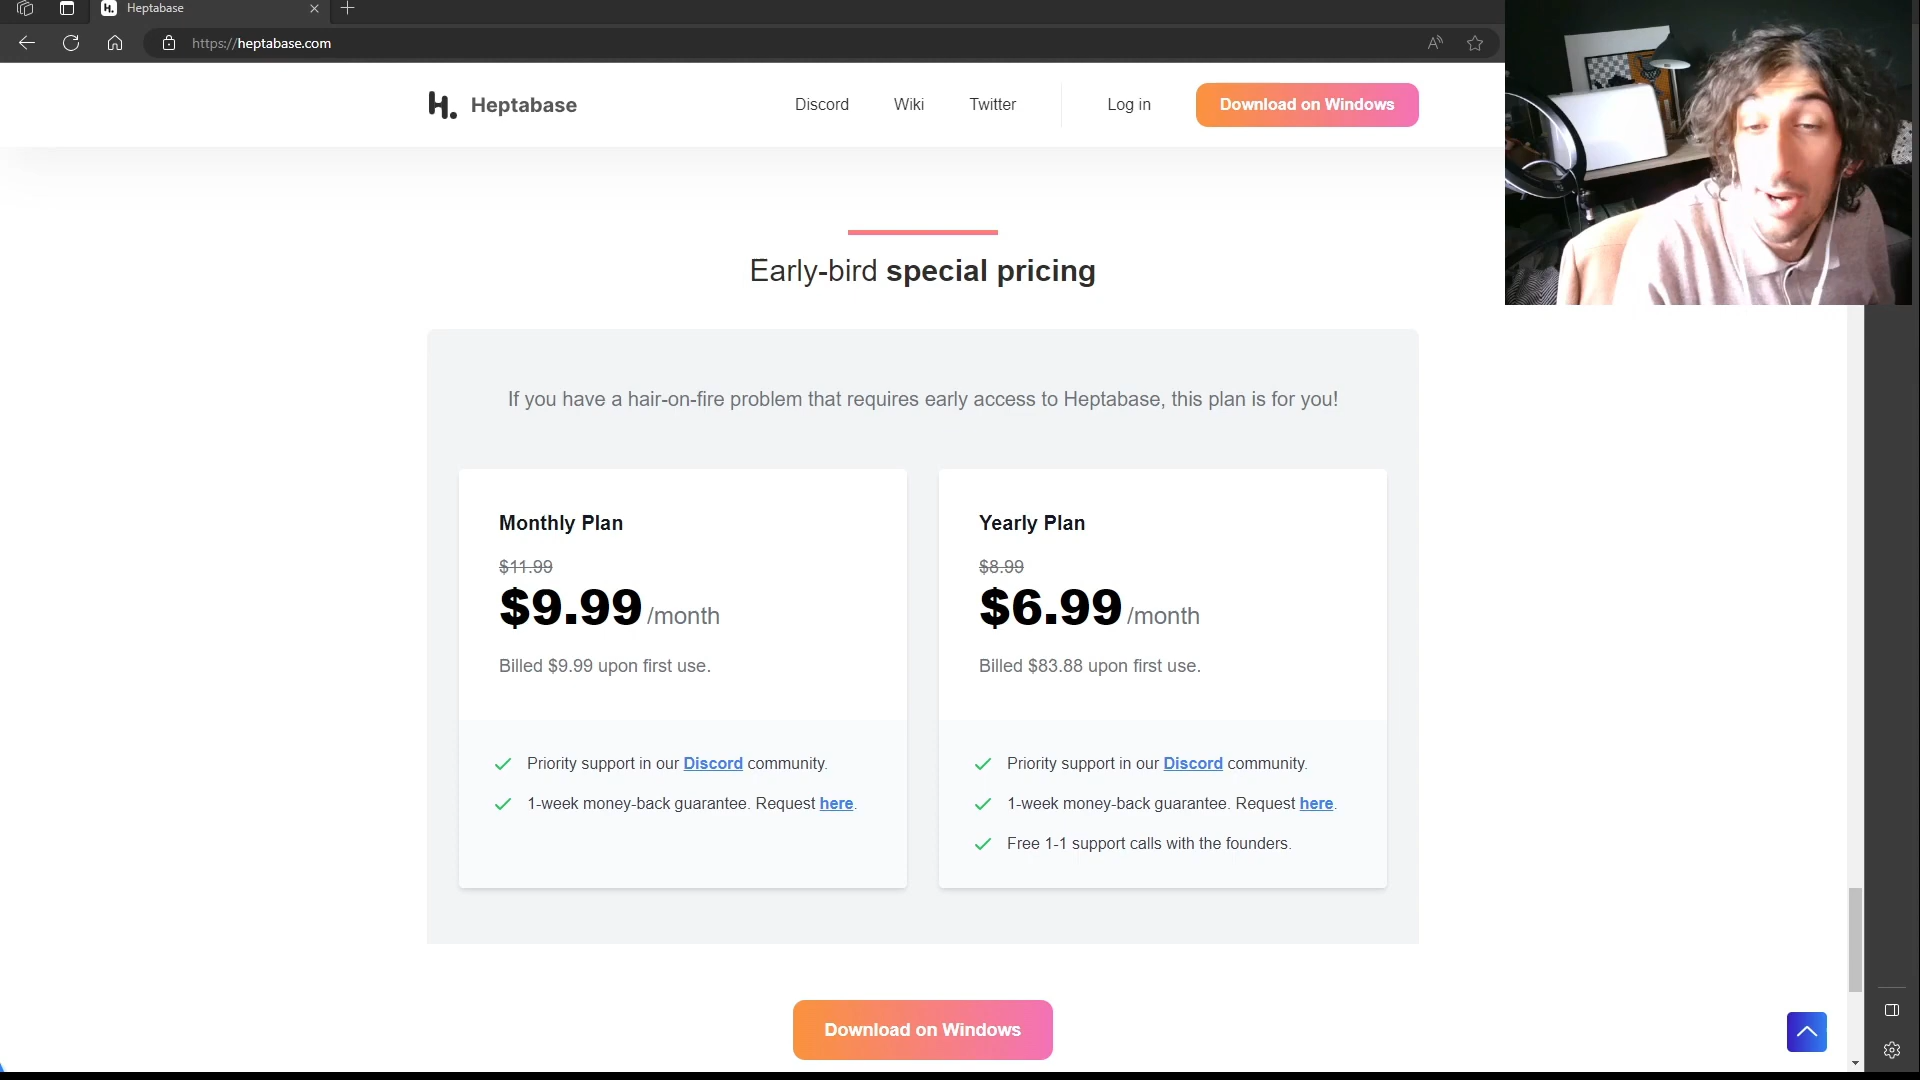 Heptabase
https://heptabase.com
H. Heptabase
Discord
Wiki
Twitter
Log in
Download on Windows
Early-bird special pricing
If you have a hair-on-fire problem that requires early access to Heptabase, this plan is for you!
Monthly Plan
$11.99
$9.99 /month
Billed $9.99 upon first use.
Priority support in our Discord community.
1-week money-back guarantee. Request here.
Yearly Plan
$8.99
$6.99 /month
Billed $83.88 upon first use.
Priority support in our Discord community.
1-week money-back guarantee. Request here.
Free 1-1 support calls with the founders.
Download on Windows